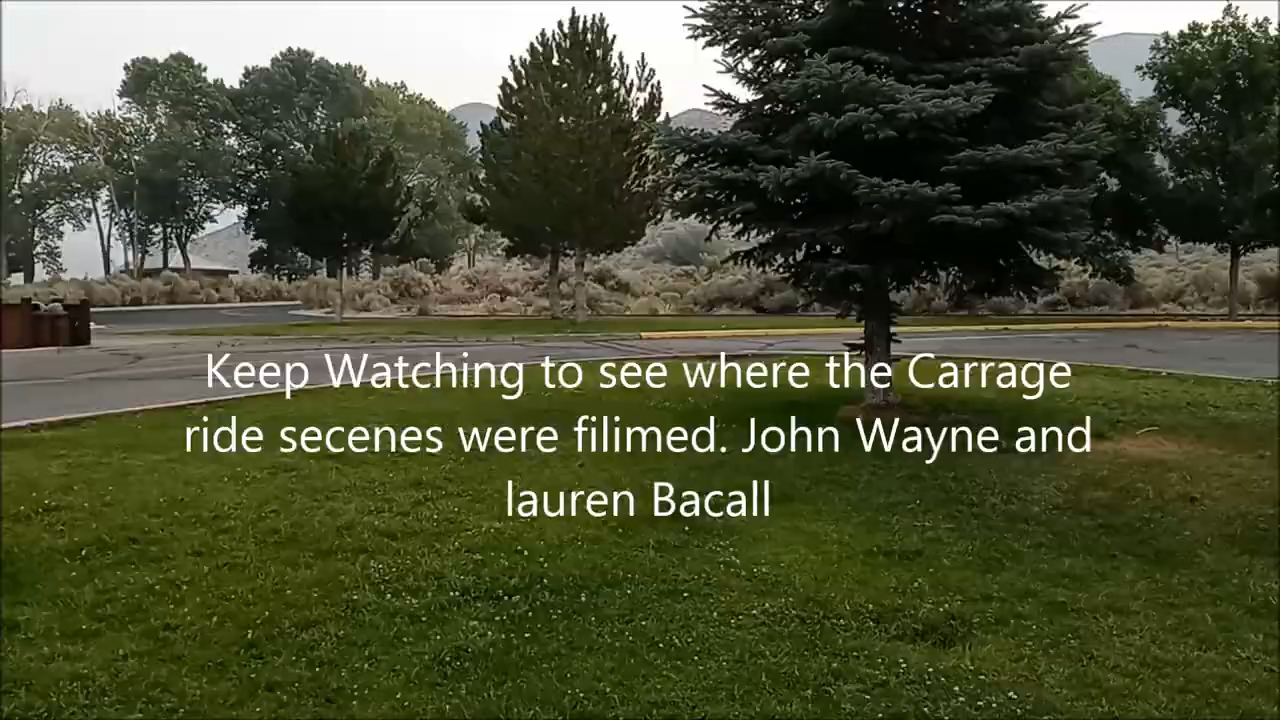 Keep Watching to see where the Carrage
ride secenes were filimed. John Wayne and
lauren Bacall